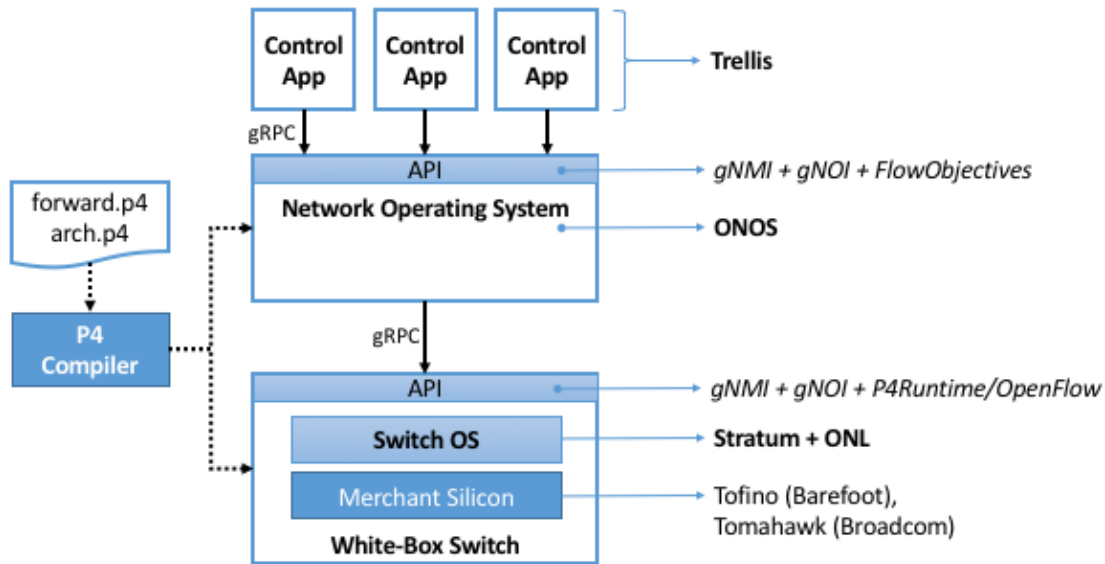 Control
App
Control
App
Control
App
Trellis
gRPC
API
gNMI + gNOI + FlowObjectives
forward.p4
arch.p4
Network Operating System
ONOS
P4
Compiler
gRPC
API
gNMI + gNOI + P4Runtime/OpenFlow
Switch OS
Stratum + ONL
Merchant Silicon
Tofino (Barefoot),
Tomahawk (Broadcom)
White-Box Switch